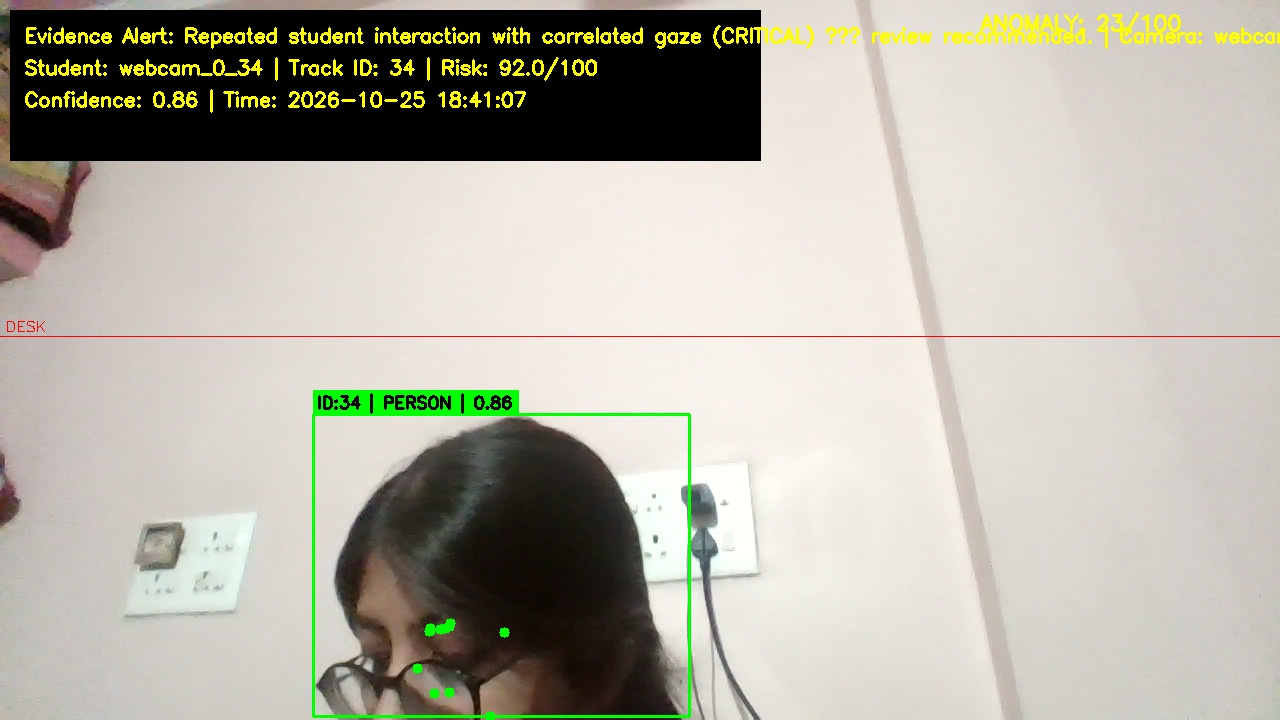 ANOMALY: 23/100
Evidence Alert: Repeated student interaction with correlated gaze (CRITICAL) ??? review recommended. | Camera: webcam
Student: webcam_0_34 | Track ID: 34 | Risk: 92.0/100
Confidence: 0.86 | Time: 2026-10-25 18:41:07
DESK
ID:34 | PERSON | 0.86